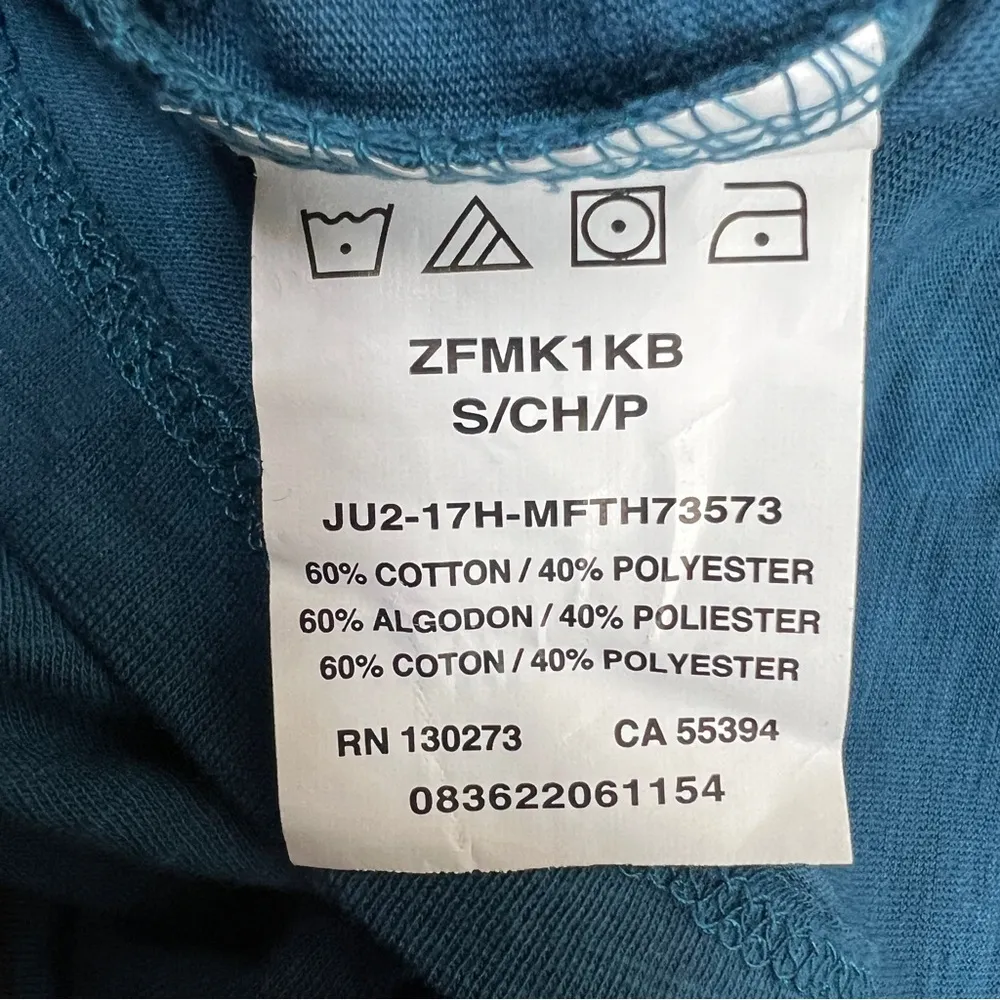 ZFMK1KB
S/CH/P
JU2-17H-MFTH73573
60% COTTON / 40% POLYESTER
60% ALGODON / 40% POLIESTER
60% COTON / 40% POLYESTER
RN 130273 CA 55394
083622061154